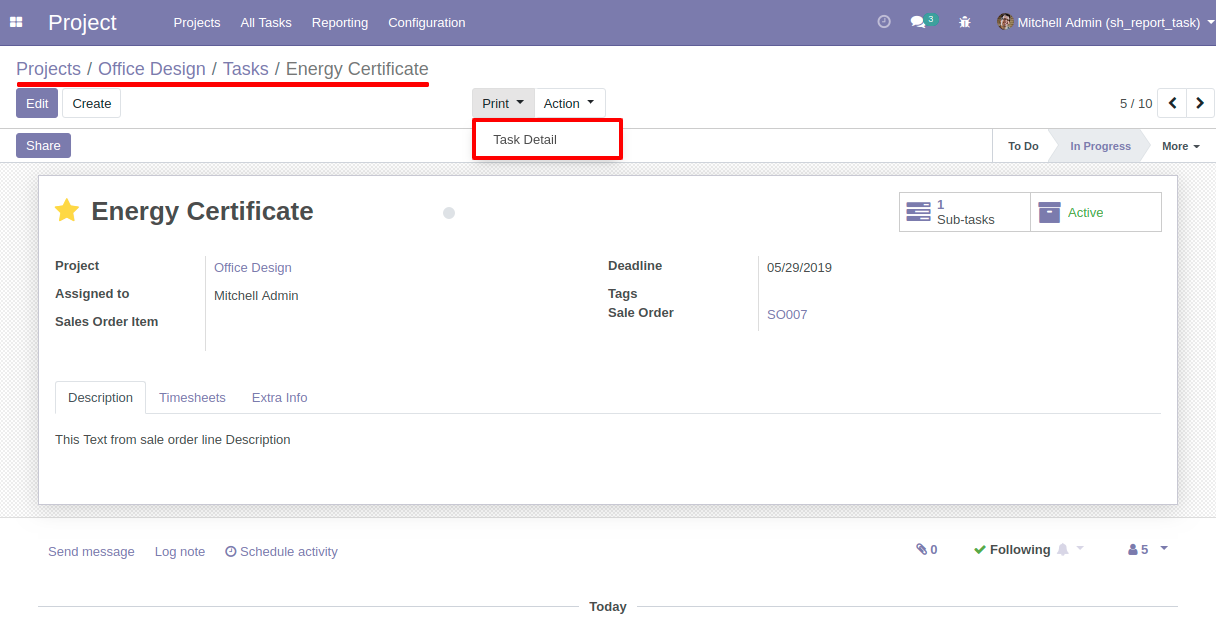 Project Projects All Tasks Reporting Configuration 3 Mitchell Admin (sh_report_task)
Projects / Office Design / Tasks / Energy Certificate
Edit Create Print Action 5 / 10
Task Detail
Share To Do In Progress More
Energy Certificate
1
Sub-tasks
Active
Project Office Design
Assigned to Mitchell Admin
Sales Order Item
Deadline 05/29/2019
Tags
Sale Order SO007
Description Timesheets Extra Info
This Text from sale order line Description
Send message Log note Schedule activity 0 Following 5
Today